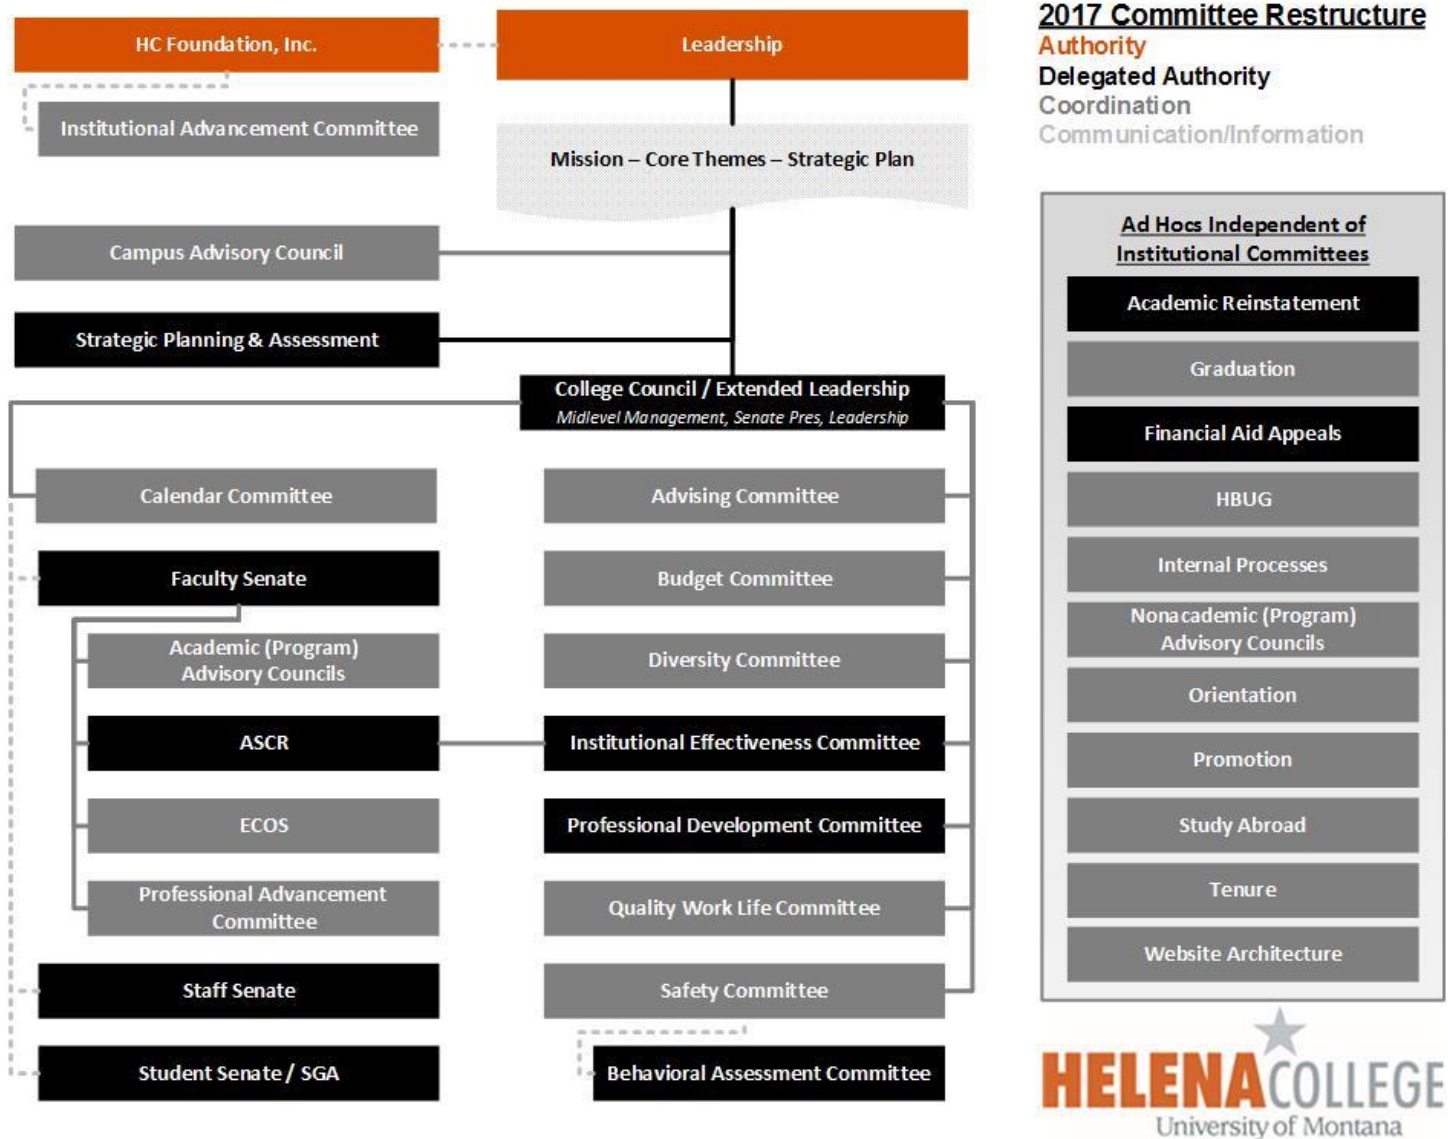 HC Foundation, Inc.
Leadership
Institutional Advancement Committee
Mission – Core Themes – Strategic Plan
Campus Advisory Council
Strategic Planning & Assessment
College Council / Extended Leadership
Midlevel Management, Senate Pres, Leadership
Calendar Committee
Faculty Senate
Academic (Program)
Advisory Councils
ASCR
ECOS
Professional Advancement
Committee
Staff Senate
Student Senate / SGA
Advising Committee
Budget Committee
Diversity Committee
Institutional Effectiveness Committee
Professional Development Committee
Quality Work Life Committee
Safety Committee
Behavioral Assessment Committee
2017 Committee Restructure
Authority
Delegated Authority
Coordination
Communication/Information
Ad Hocs Independent of
Institutional Committees
Academic Reinstatement
Graduation
Financial Aid Appeals
HBUG
Internal Processes
Nonacademic (Program)
Advisory Councils
Orientation
Promotion
Study Abroad
Tenure
Website Architecture
HELENA COLLEGE
University of Montana